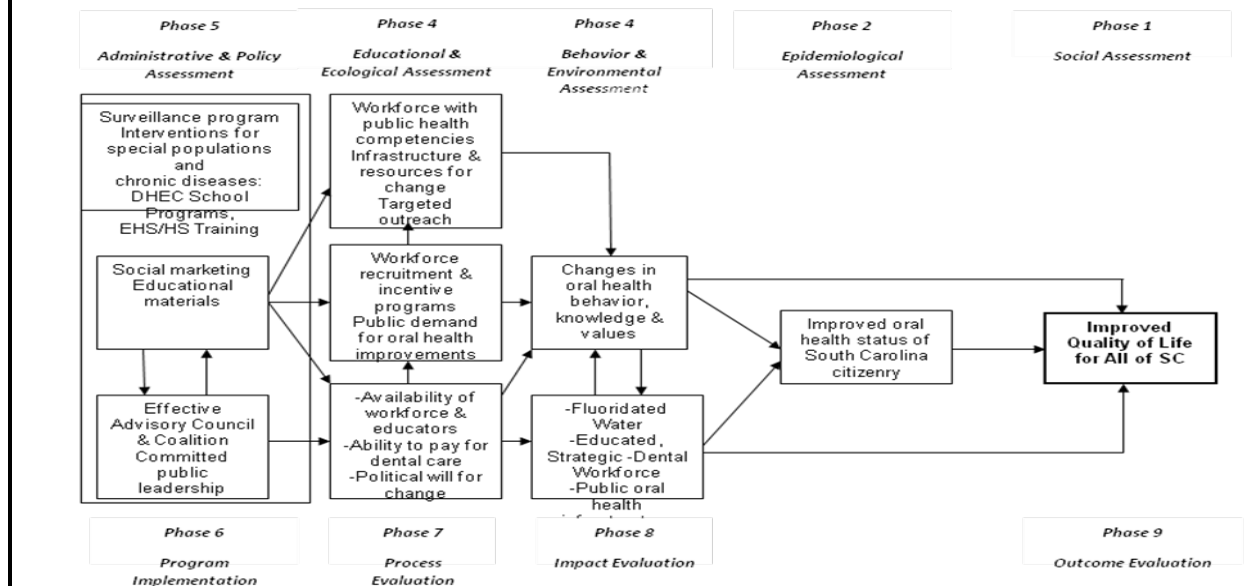 Phase 5
Administrative & Policy
Assessment
Phase 4
Educational &
Ecological Assessment
Phase 4
Behavior &
Environmental
Assessment
Phase 2
Epidemiological
Assessment
Phase 1
Social Assessment
Surveillance program
Interventions for
special populations
and
chronic diseases:
DHEC School
Programs,
EHS/HS Training
Social marketing
Educational
materials
Effective
Advisory Council
& Coalition
Committed
public
leadership
Workforce with
public health
competencies
Infrastructure &
resources for
change
Targeted
outreach
Workforce
recruitment &
incentive
programs
Public demand
for oral health
improvements
-Availability of
workforce &
educators
-Ability to pay for
dental care
-Political will for
change
Changes in
oral health
behavior,
knowledge &
values
-Fluoridated
Water
-Educated,
Strategic -Dental
Workforce
-Public oral
health
Improved oral
health status of
South Carolina
citizenry
Improved
Quality of Life
for All of SC
Phase 6
Program
Implementation
Phase 7
Process
Evaluation
Phase 8
Impact Evaluation
Phase 9
Outcome Evaluation